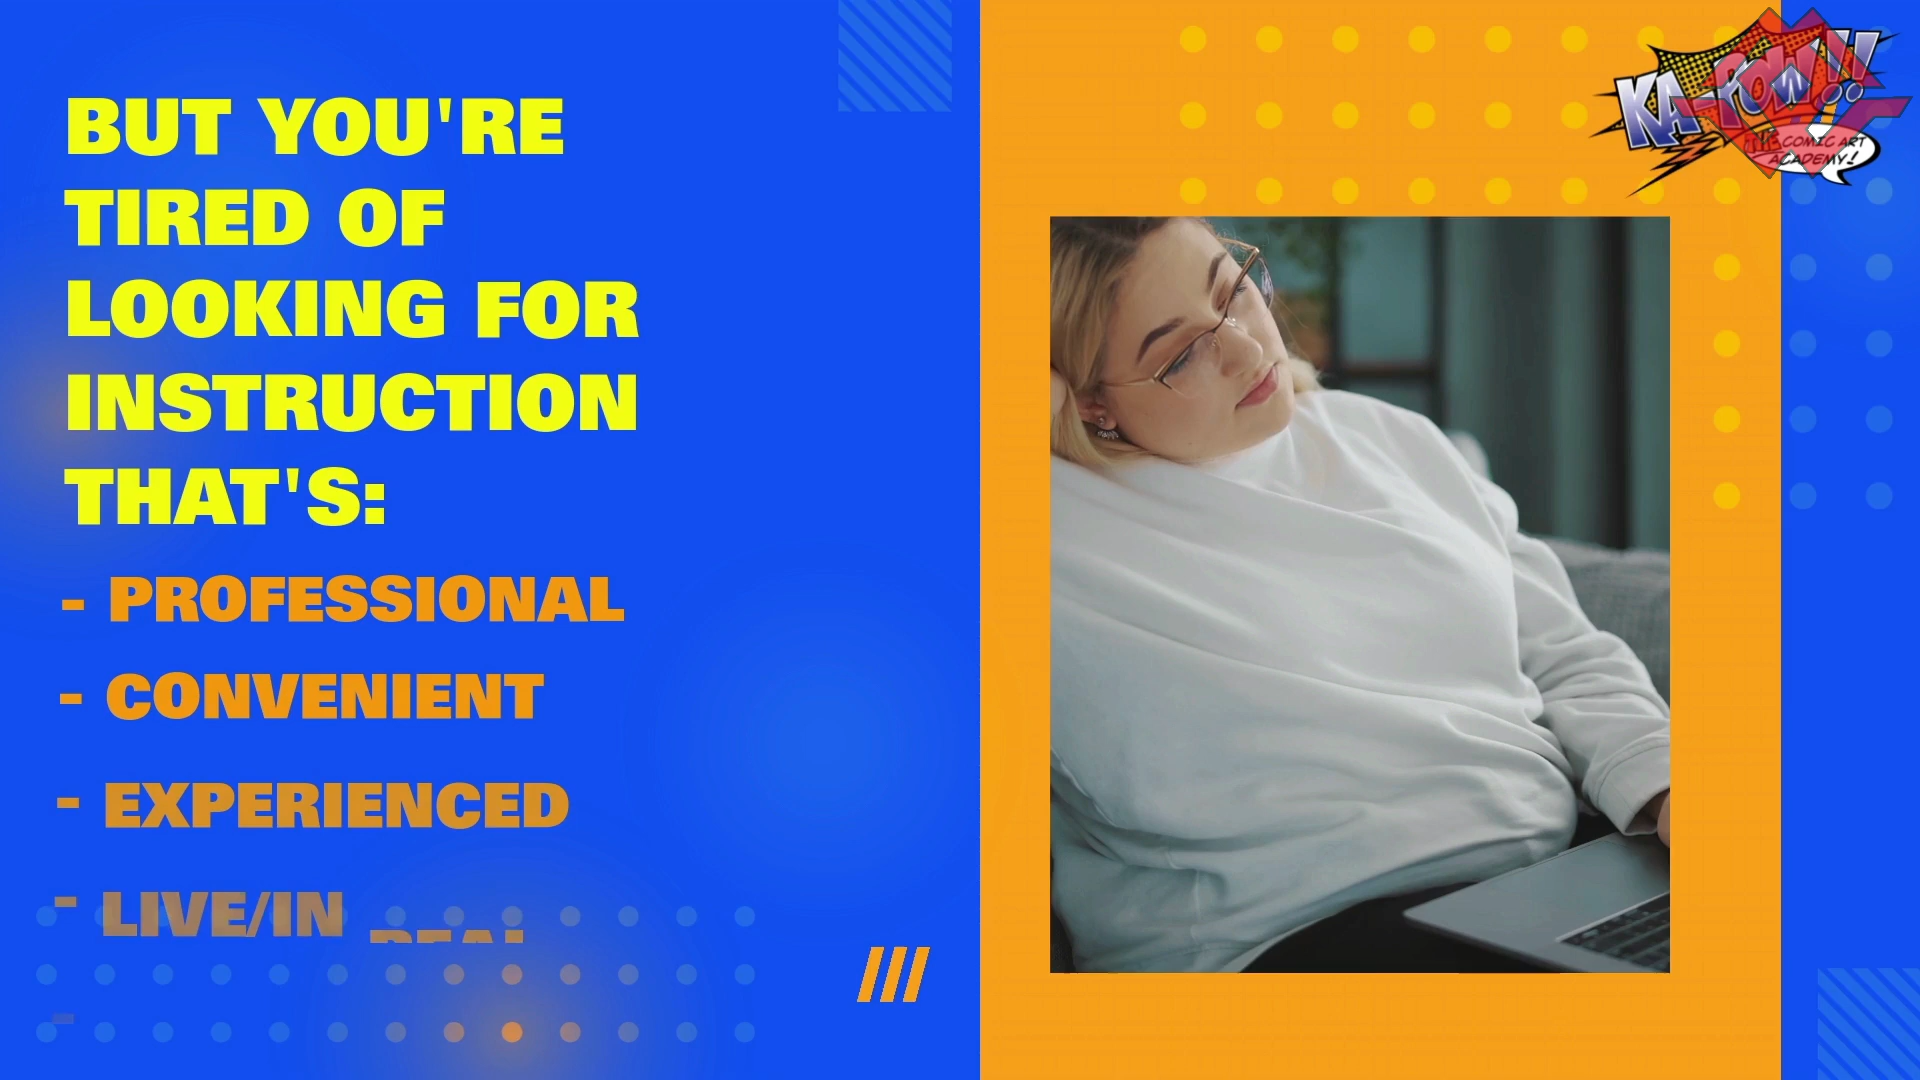 BUT YOU'RE
TIRED OF
LOOKING FOR
INSTRUCTION
THAT'S:
- PROFESSIONAL
- CONVENIENT
- EXPERIENCED
- LIVE/IN
-
KA-POW!!
THE COMIC ART
ACADEMY!